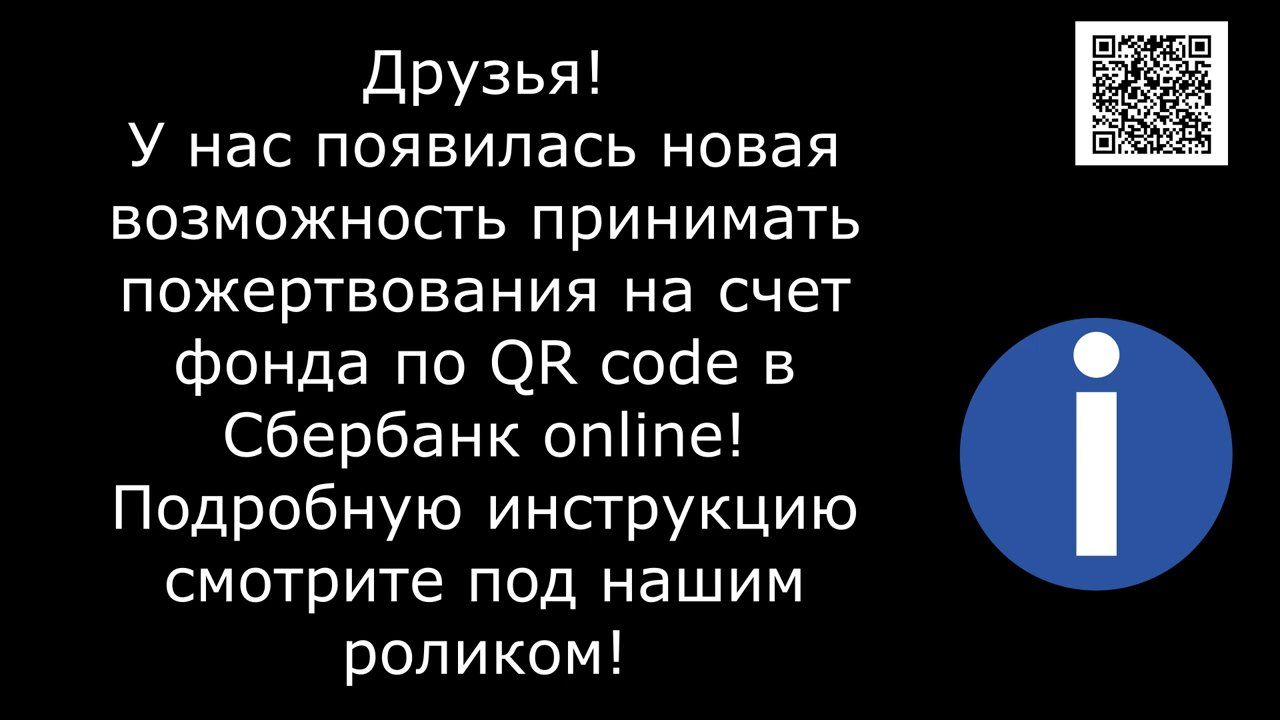 Друзья!
У нас появилась новая
возможность принимать
пожертвования на счет
фонда по QR code в
Сбербанк online!
Подробную инструкцию
смотрите под нашим
роликом!